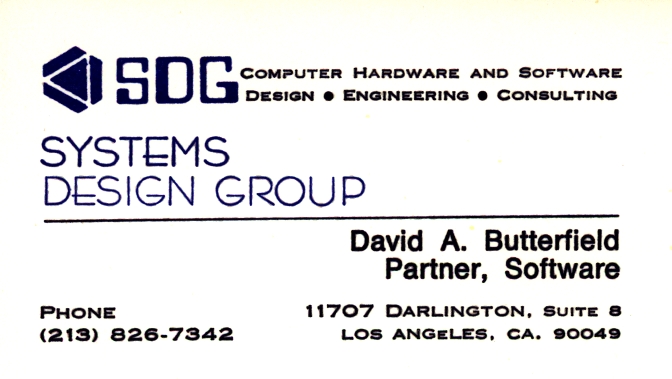 SDG COMPUTER HARDWARE AND SOFTWARE
DESIGN ● ENGINEERING ● CONSULTING
SYSTEMS
DESIGN GROUP
David A. Butterfield
Partner, Software
PHONE
(213) 826-7342
11707 DARLINGTON, SUITE 8
LOS ANGELES, CA. 90049